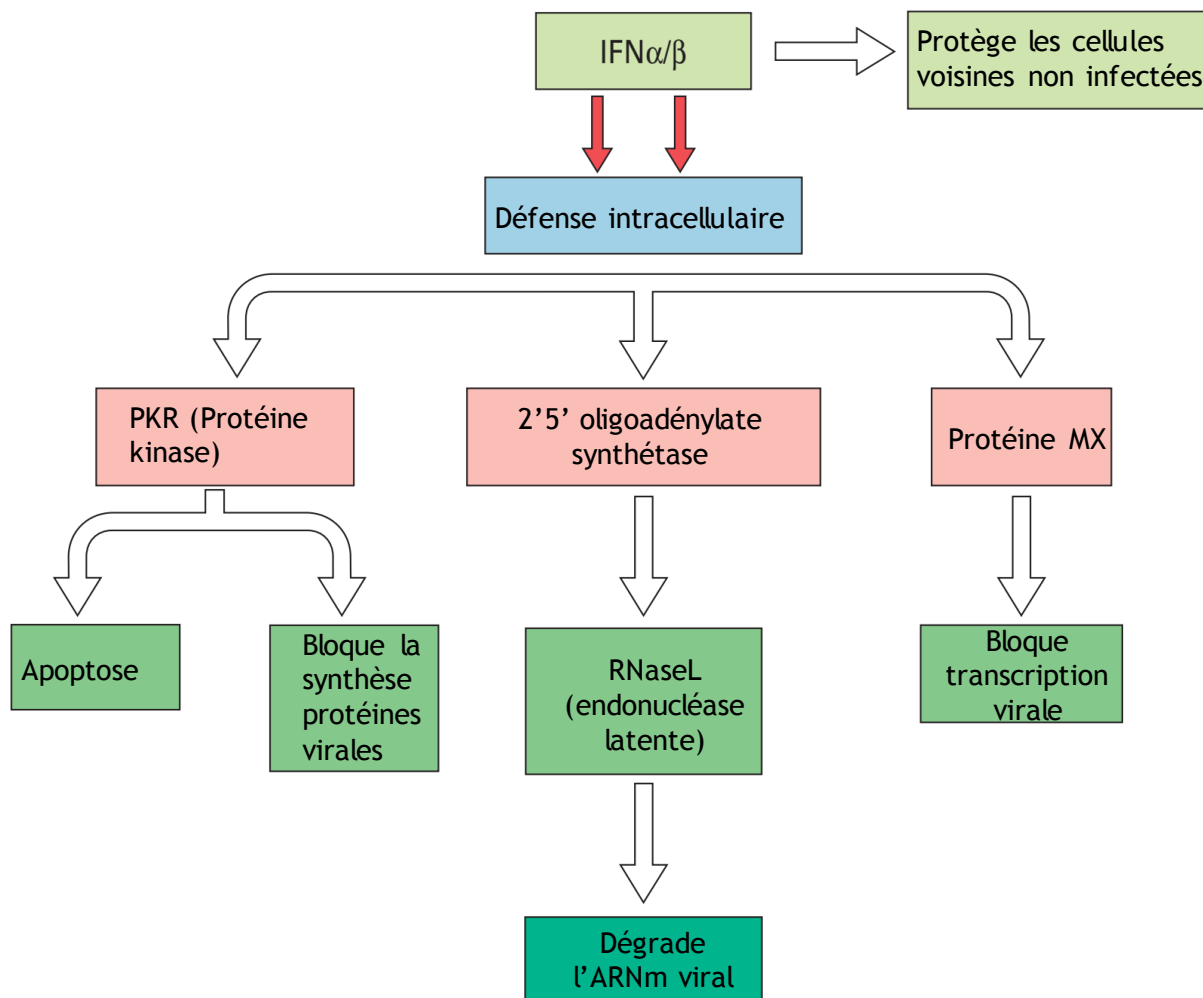 IFNα/β
Protège les cellules
voisines non infectées
Défense intracellulaire
PKR (Protéine
kinase)
2’5’ oligoadénylate
synthétase
Protéine MX
Apoptose
Bloque la
synthèse
protéines
virales
RNaseL
(endonucléase
latente)
Bloque
transcription
virale
Dégrade
l’ARNm viral